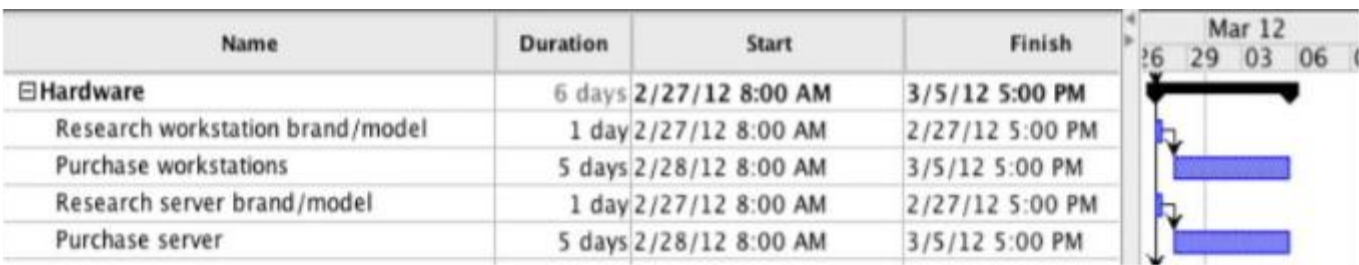 Name Duration Start Finish Mar 12
26 29 03 06
Hardware 6 days 2/27/12 8:00 AM 3/5/12 5:00 PM
Research workstation brand/model 1 day 2/27/12 8:00 AM 2/27/12 5:00 PM
Purchase workstations 5 days 2/28/12 8:00 AM 3/5/12 5:00 PM
Research server brand/model 1 day 2/27/12 8:00 AM 2/27/12 5:00 PM
Purchase server 5 days 2/28/12 8:00 AM 3/5/12 5:00 PM